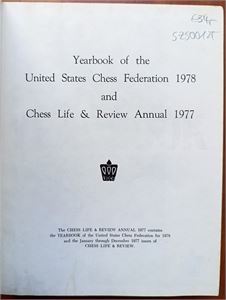 Yearbook of the
United States Chess Federation 1978
and
Chess Life & Review Annual 1977
The CHESS LIFE & REVIEW ANNUAL 1977 contains
the YEARBOOK of the United States Chess Federation for 1978
and the January through December 1977 issues of
CHESS LIFE & REVIEW.